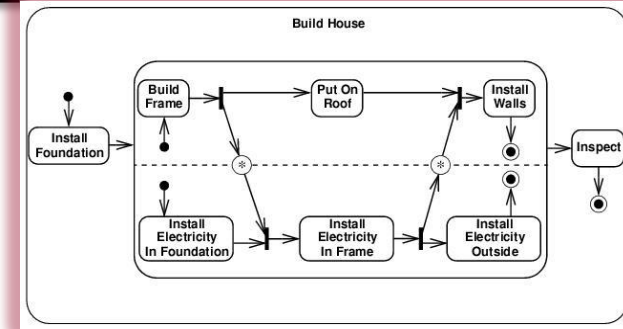 Build House
Build
Frame
Put On
Roof
Install
Walls
Install
Foundation
Inspect
*
*
Install
Electricity
In Foundation
Install
Electricity
In Frame
Install
Electricity
Outside